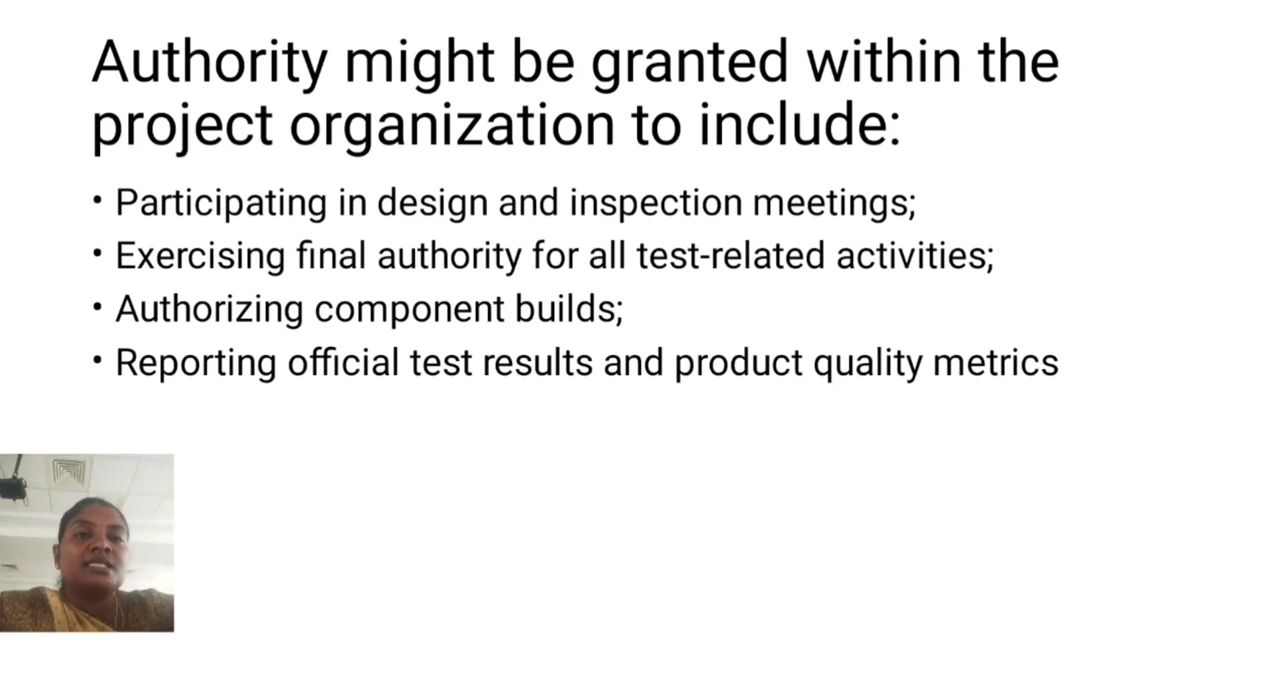 Authority might be granted within the
project organization to include:
• Participating in design and inspection meetings;
• Exercising final authority for all test-related activities;
• Authorizing component builds;
• Reporting official test results and product quality metrics